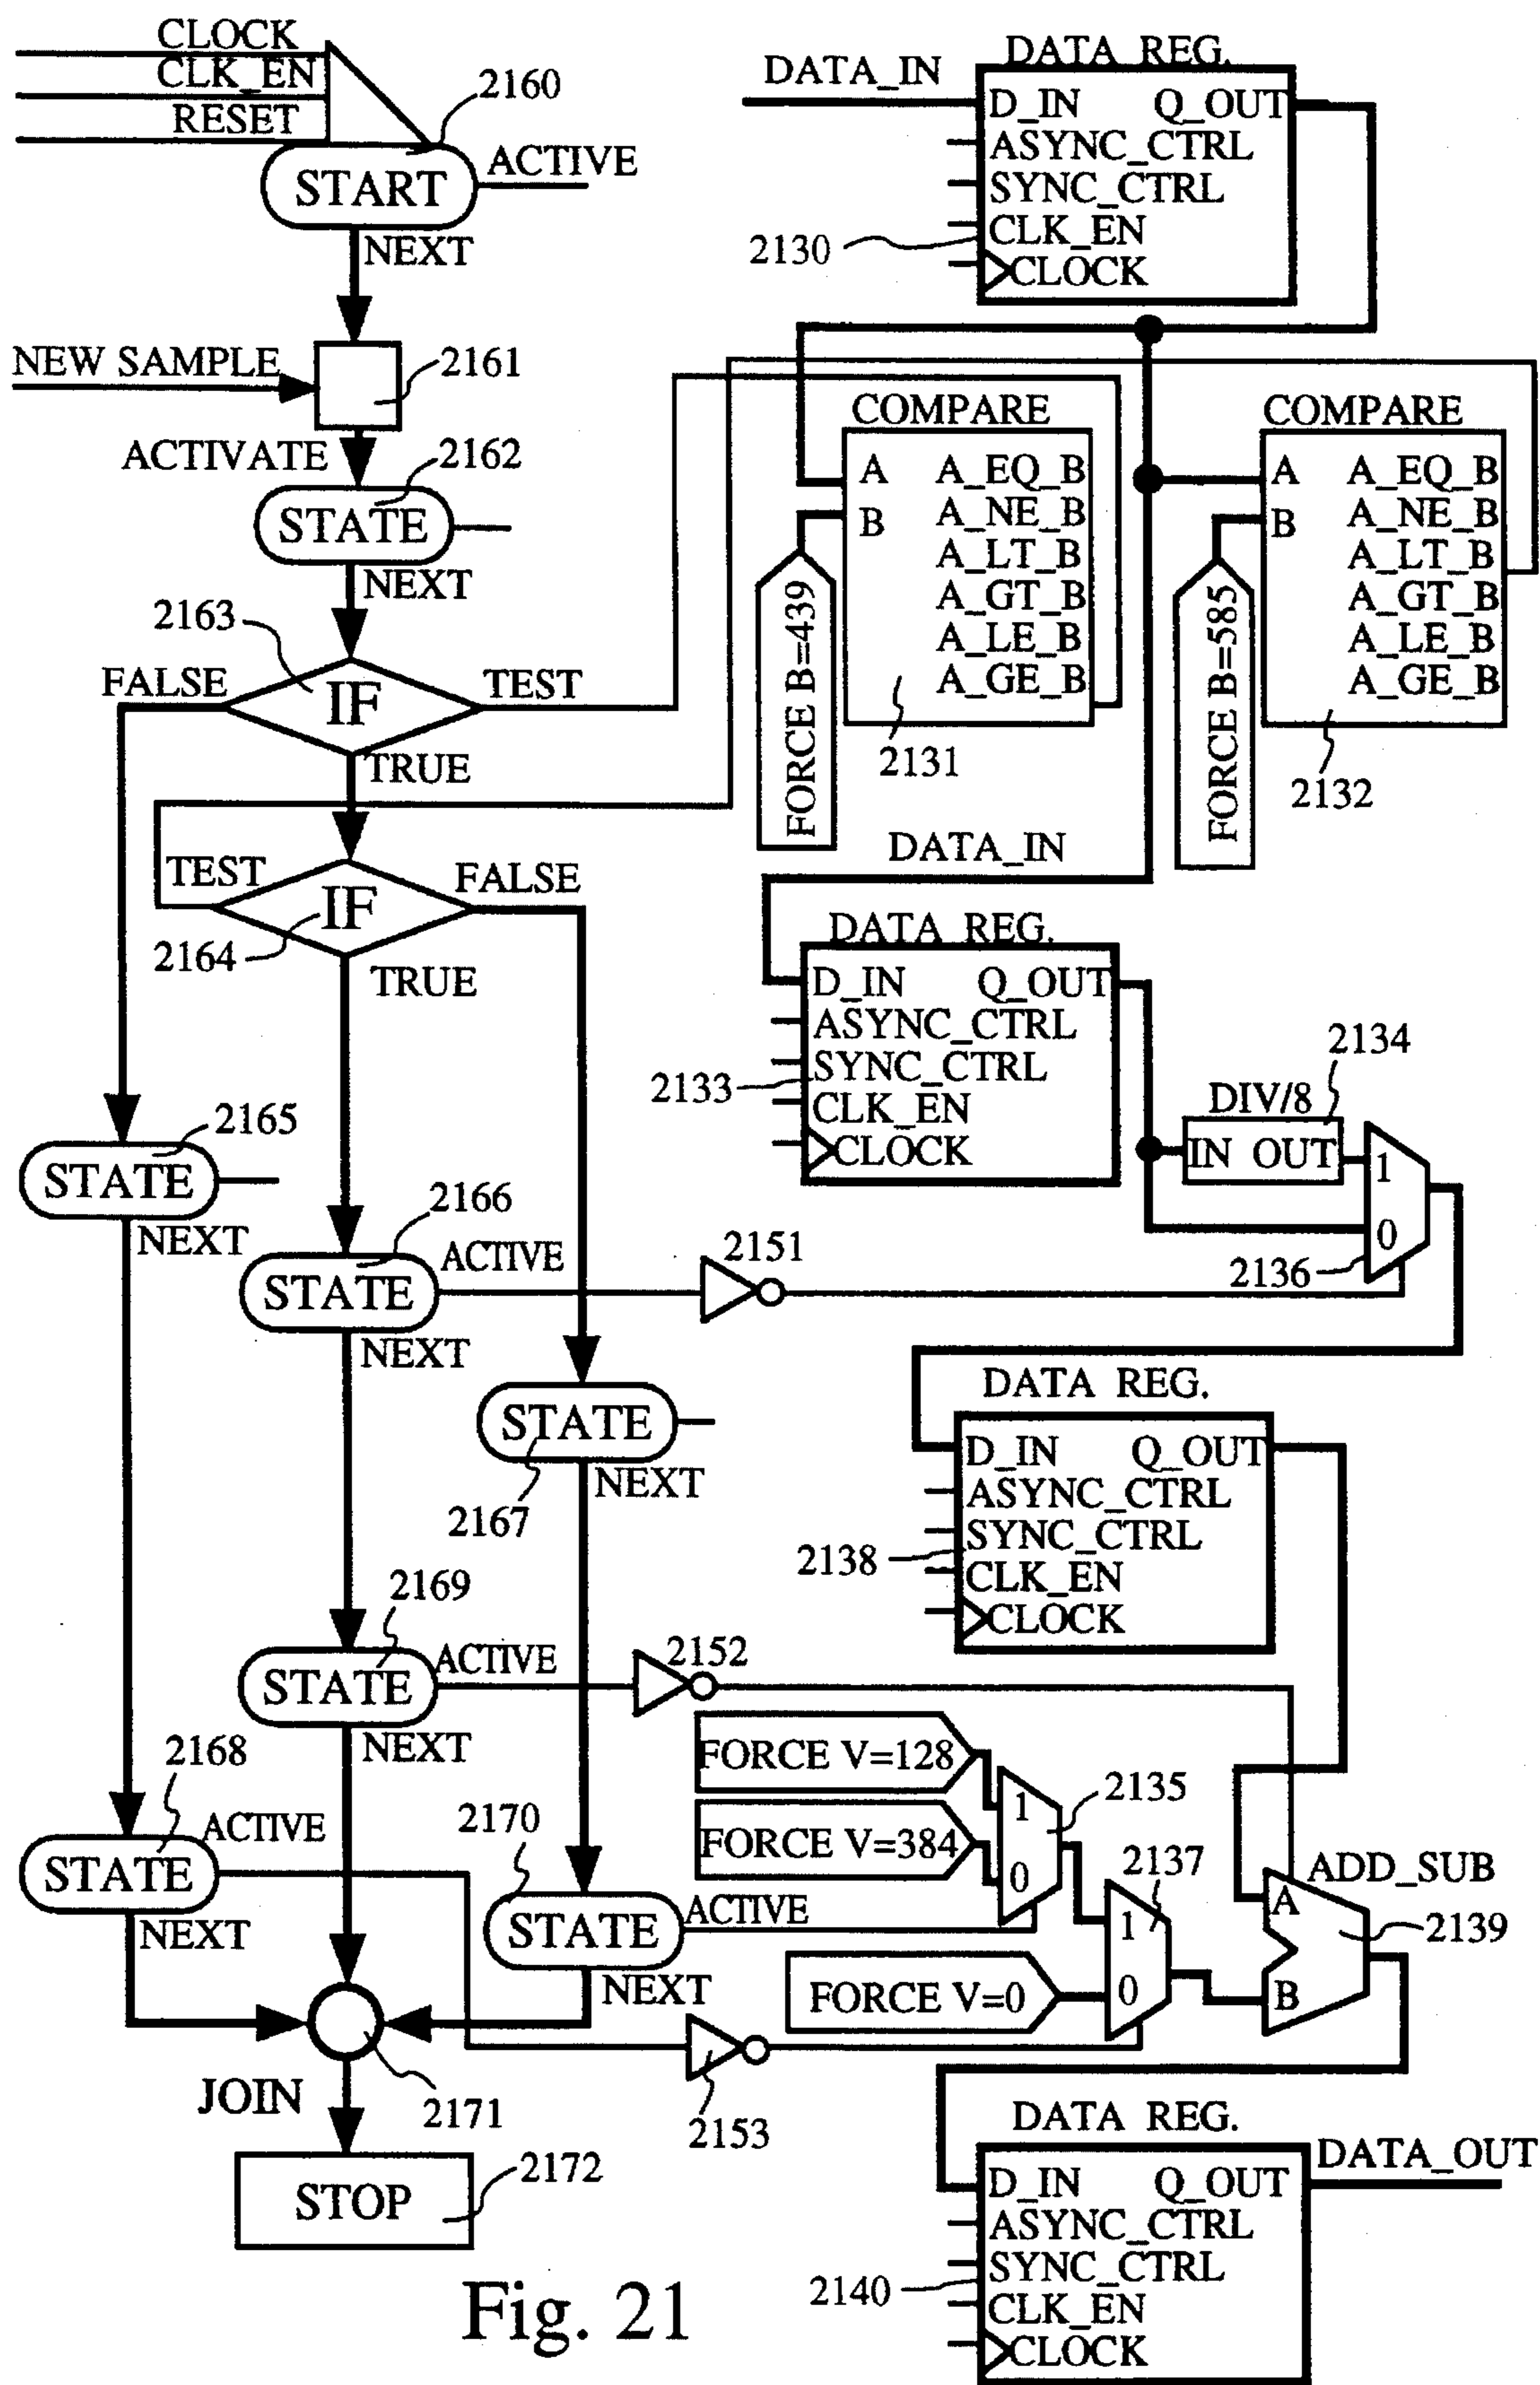 CLOCK
CLK_EN
RESET
2160
START
ACTIVE
NEXT
NEW SAMPLE
2161
ACTIVATE
2162
STATE
NEXT
2163
FALSE
IF
TEST
TRUE
TEST
IF
FALSE
2164
TRUE
2165
STATE
NEXT
2166
STATE
ACTIVE
NEXT
2151
STATE
NEXT
2167
2169
STATE
ACTIVE
NEXT
2152
2168
STATE
ACTIVE
NEXT
2170
STATE
ACTIVE
NEXT
JOIN
2171
2153
STOP
2172
DATA_IN
DATA REG.
D_IN Q_OUT
ASYNC_CTRL
SYNC_CTRL
CLK_EN
CLOCK
2130
COMPARE
A A_EQ_B
B A_NE_B
A_LT_B
A_GT_B
A_LE_B
A_GE_B
2131
FORCE B=439
COMPARE
A A_EQ_B
B A_NE_B
A_LT_B
A_GT_B
A_LE_B
A_GE_B
2132
FORCE B=585
DATA_IN
DATA REG.
D_IN Q_OUT
ASYNC_CTRL
SYNC_CTRL
CLK_EN
CLOCK
2133
2134
DIV/8
IN OUT
1
0
2136
DATA REG.
D_IN Q_OUT
ASYNC_CTRL
SYNC_CTRL
CLK_EN
CLOCK
2138
FORCE V=128
FORCE V=384
1
0
2135
FORCE V=0
1
0
2137
ADD_SUB
A
B
2139
DATA REG.
D_IN Q_OUT
ASYNC_CTRL
SYNC_CTRL
CLK_EN
CLOCK
2140
DATA_OUT
Fig. 21